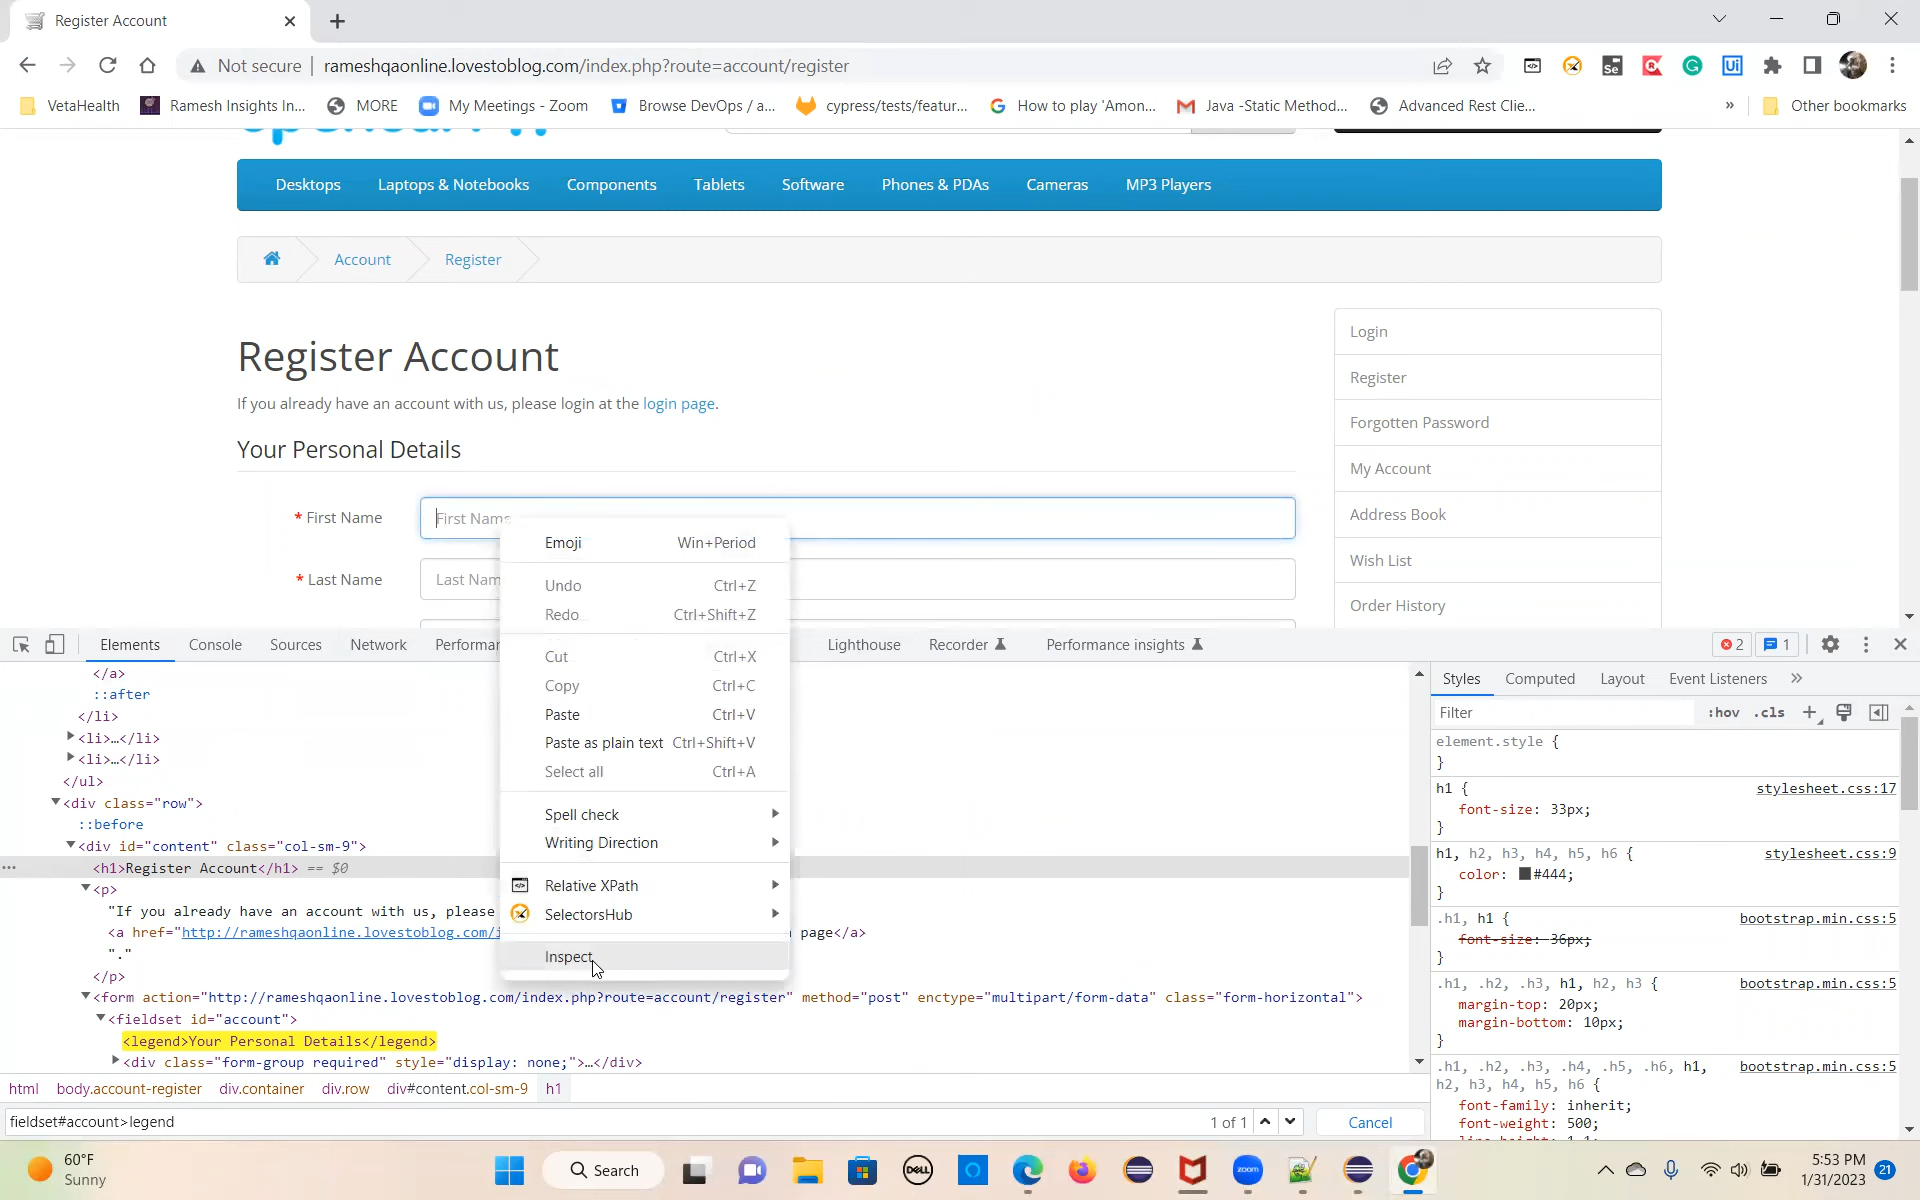 Register Account
Not secure | rameshqaonline.lovestoblog.com/index.php?route=account/register
VetaHealth
Ramesh Insights In...
MORE
My Meetings - Zoom
Browse DevOps / a...
cypress/tests/featur...
How to play 'Amon...
Java -Static Method...
Advanced Rest Clie...
»
Other bookmarks
Desktops
Laptops & Notebooks
Components
Tablets
Software
Phones & PDAs
Cameras
MP3 Players
Account
Register
Register Account
If you already have an account with us, please login at the login page.
Your Personal Details
* First Name
First Name
* Last Name
Last Nam
Login
Register
Forgotten Password
My Account
Address Book
Wish List
Order History
Emoji Win+Period
Undo Ctrl+Z
Redo Ctrl+Shift+Z
Cut Ctrl+X
Copy Ctrl+C
Paste Ctrl+V
Paste as plain text Ctrl+Shift+V
Select all Ctrl+A
Spell check
Writing Direction
Relative XPath
SelectorsHub
Inspect
Elements
Console
Sources
Network
Performan
Lighthouse
Recorder
Performance insights
2
1
</a>
::after
</li>
<li>…</li>
<li>…</li>
</ul>
<div class="row">
::before
<div id="content" class="col-sm-9">
<h1>Register Account</h1> == $0
<p>
"If you already have an account with us, please
<a href="http://rameshqaonline.lovestoblog.com/i page</a>
"."
</p>
<form action="http://rameshqaonline.lovestoblog.com/index.php?route=account/register" method="post" enctype="multipart/form-data" class="form-horizontal">
<fieldset id="account">
<legend>Your Personal Details</legend>
<div class="form-group required" style="display: none;">…</div>
html body.account-register div.container div.row div#content.col-sm-9 h1
fieldset#account>legend
1 of 1
Cancel
Styles
Computed
Layout
Event Listeners
»
Filter
:hov .cls +
element.style {
}
h1 { stylesheet.css:17
font-size: 33px;
}
h1, h2, h3, h4, h5, h6 { stylesheet.css:9
color: #444;
}
.h1, h1 { bootstrap.min.css:5
font-size: 36px;
}
.h1, .h2, .h3, h1, h2, h3 { bootstrap.min.css:5
margin-top: 20px;
margin-bottom: 10px;
}
.h1, .h2, .h3, .h4, .h5, .h6, h1, bootstrap.min.css:5
h2, h3, h4, h5, h6 {
font-family: inherit;
font-weight: 500;
line-height: 1.1;
60°F
Sunny
Search
DELL
zoom
5:53 PM
1/31/2023
21